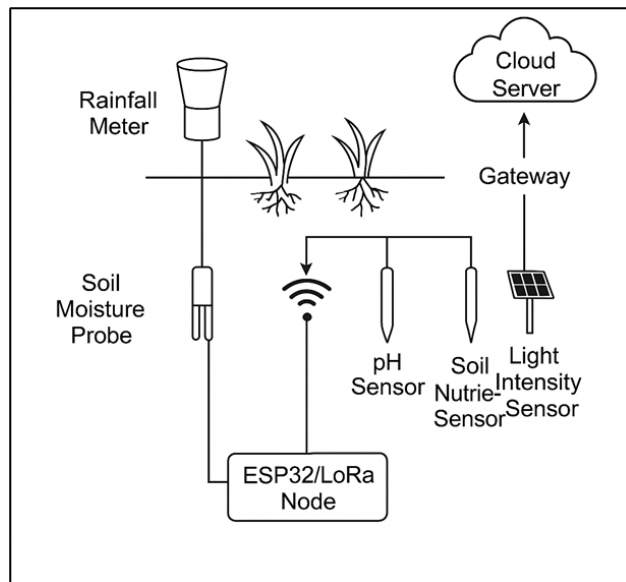 Rainfall
Meter
Cloud
Server
Gateway
Soil
Moisture
Probe
pH
Sensor
Soil
Nutrie-
Sensor
Light
Intensity
Sensor
ESP32/LoRa
Node